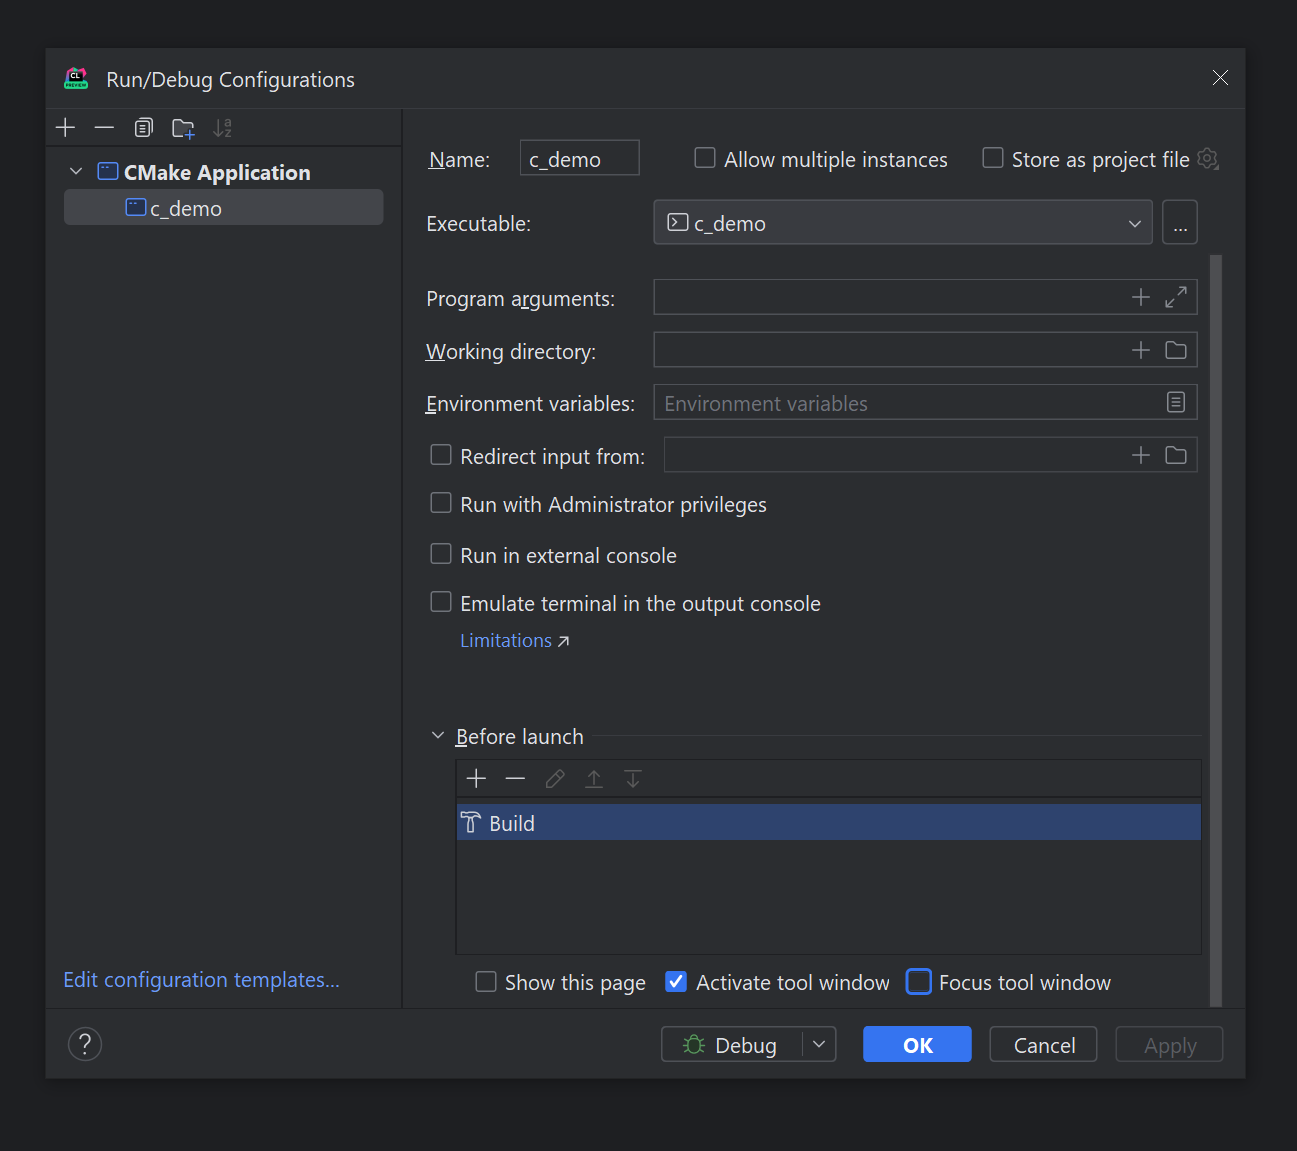 Run/Debug Configurations
CMake Application
c_demo
Edit configuration templates...
Name: c_demo Allow multiple instances Store as project file
Executable: c_demo ...
Program arguments:
Working directory:
Environment variables: Environment variables
Redirect input from:
Run with Administrator privileges
Run in external console
Emulate terminal in the output console
Limitations ↗
Before launch
Build
Show this page Activate tool window Focus tool window
? Debug OK Cancel Apply